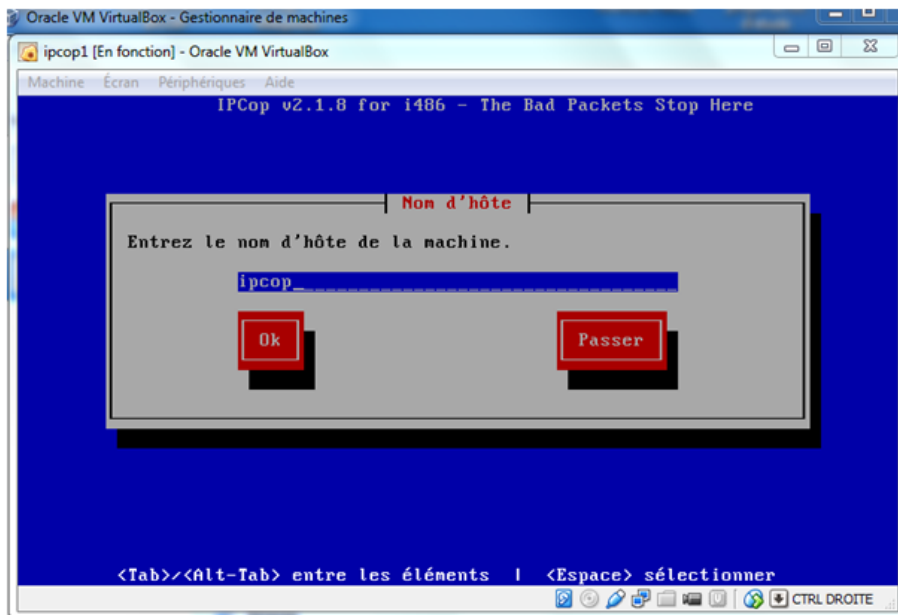 Oracle VM VirtualBox - Gestionnaire de machines
ipcop1 [En fonction] - Oracle VM VirtualBox
Machine Écran Périphériques Aide
IPCop v2.1.8 for i486 - The Bad Packets Stop Here
Nom d'hôte
Entrez le nom d'hôte de la machine.
ipcop_
Ok Passer
<Tab>/<Alt-Tab> entre les éléments | <Espace> sélectionner
CTRL DROITE